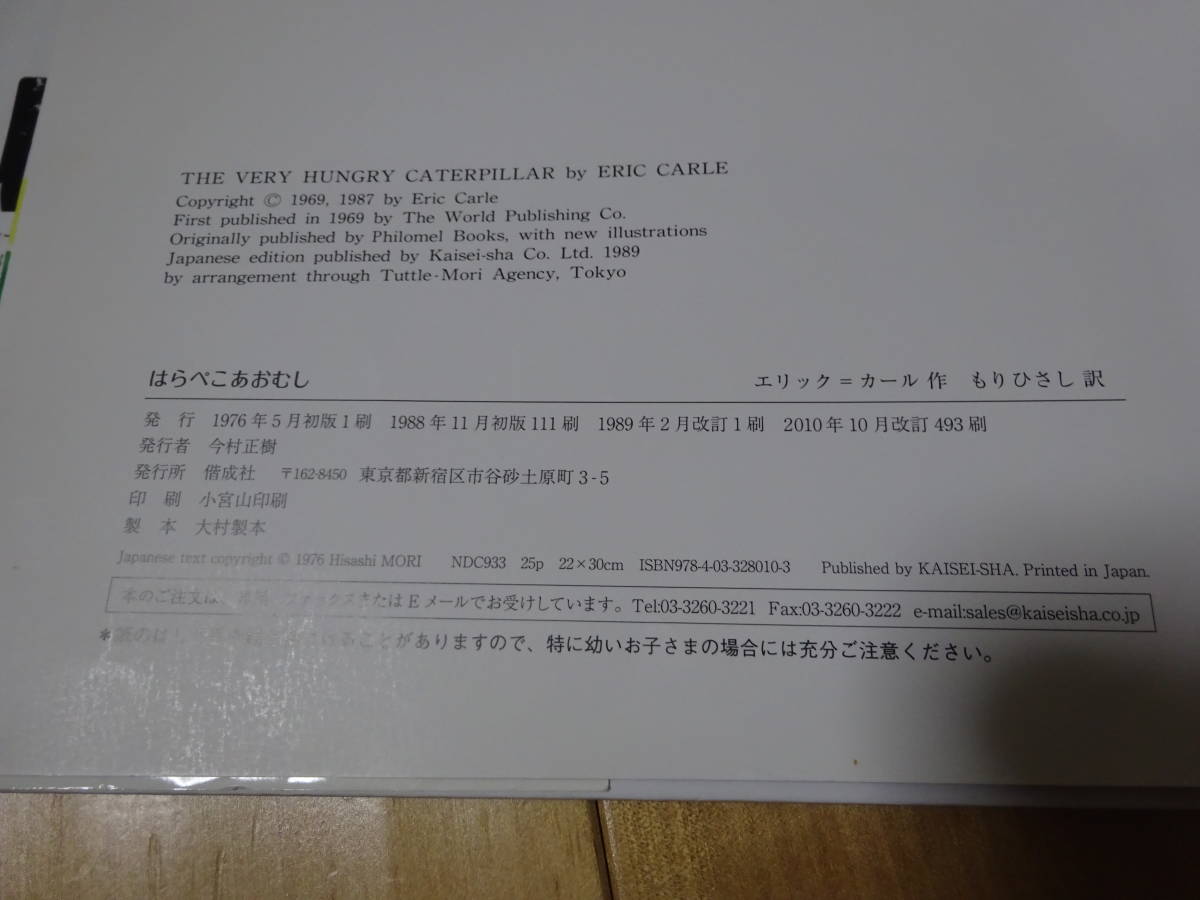 THE VERY HUNGRY CATERPILLAR by ERIC CARLE
Copyright © 1969, 1987 by Eric Carle
First published in 1969 by The World Publishing Co.
Originally published by Philomel Books, with new illustrations
Japanese edition published by Kaisei-sha Co. Ltd. 1989
by arrangement through Tuttle-Mori Agency, Tokyo
はらぺこあおむし エリック=カール 作 もりひさし 訳
発 行 1976年5月初版1刷 1988年11月初版111刷 1989年2月改訂1刷 2010年10月改訂493刷
発行者 今村正樹
発行所 偕成社 〒162-8450 東京都新宿区市谷砂土原町3-5
印 刷 小宮山印刷
製 本 大村製本
Japanese text copyright © 1976 Hisashi MORI NDC933 25p 22×30cm ISBN978-4-03-328010-3 Published by KAISEI-SHA. Printed in Japan.
本のご注文は、 ファックスまたはEメールでお受けしています。Tel:03-3260-3221 Fax:03-3260-3222 e-mail:sales@kaiseisha.co.jp
*紙のは ることがありますので、特に幼いお子さまの場合には充分ご注意ください。